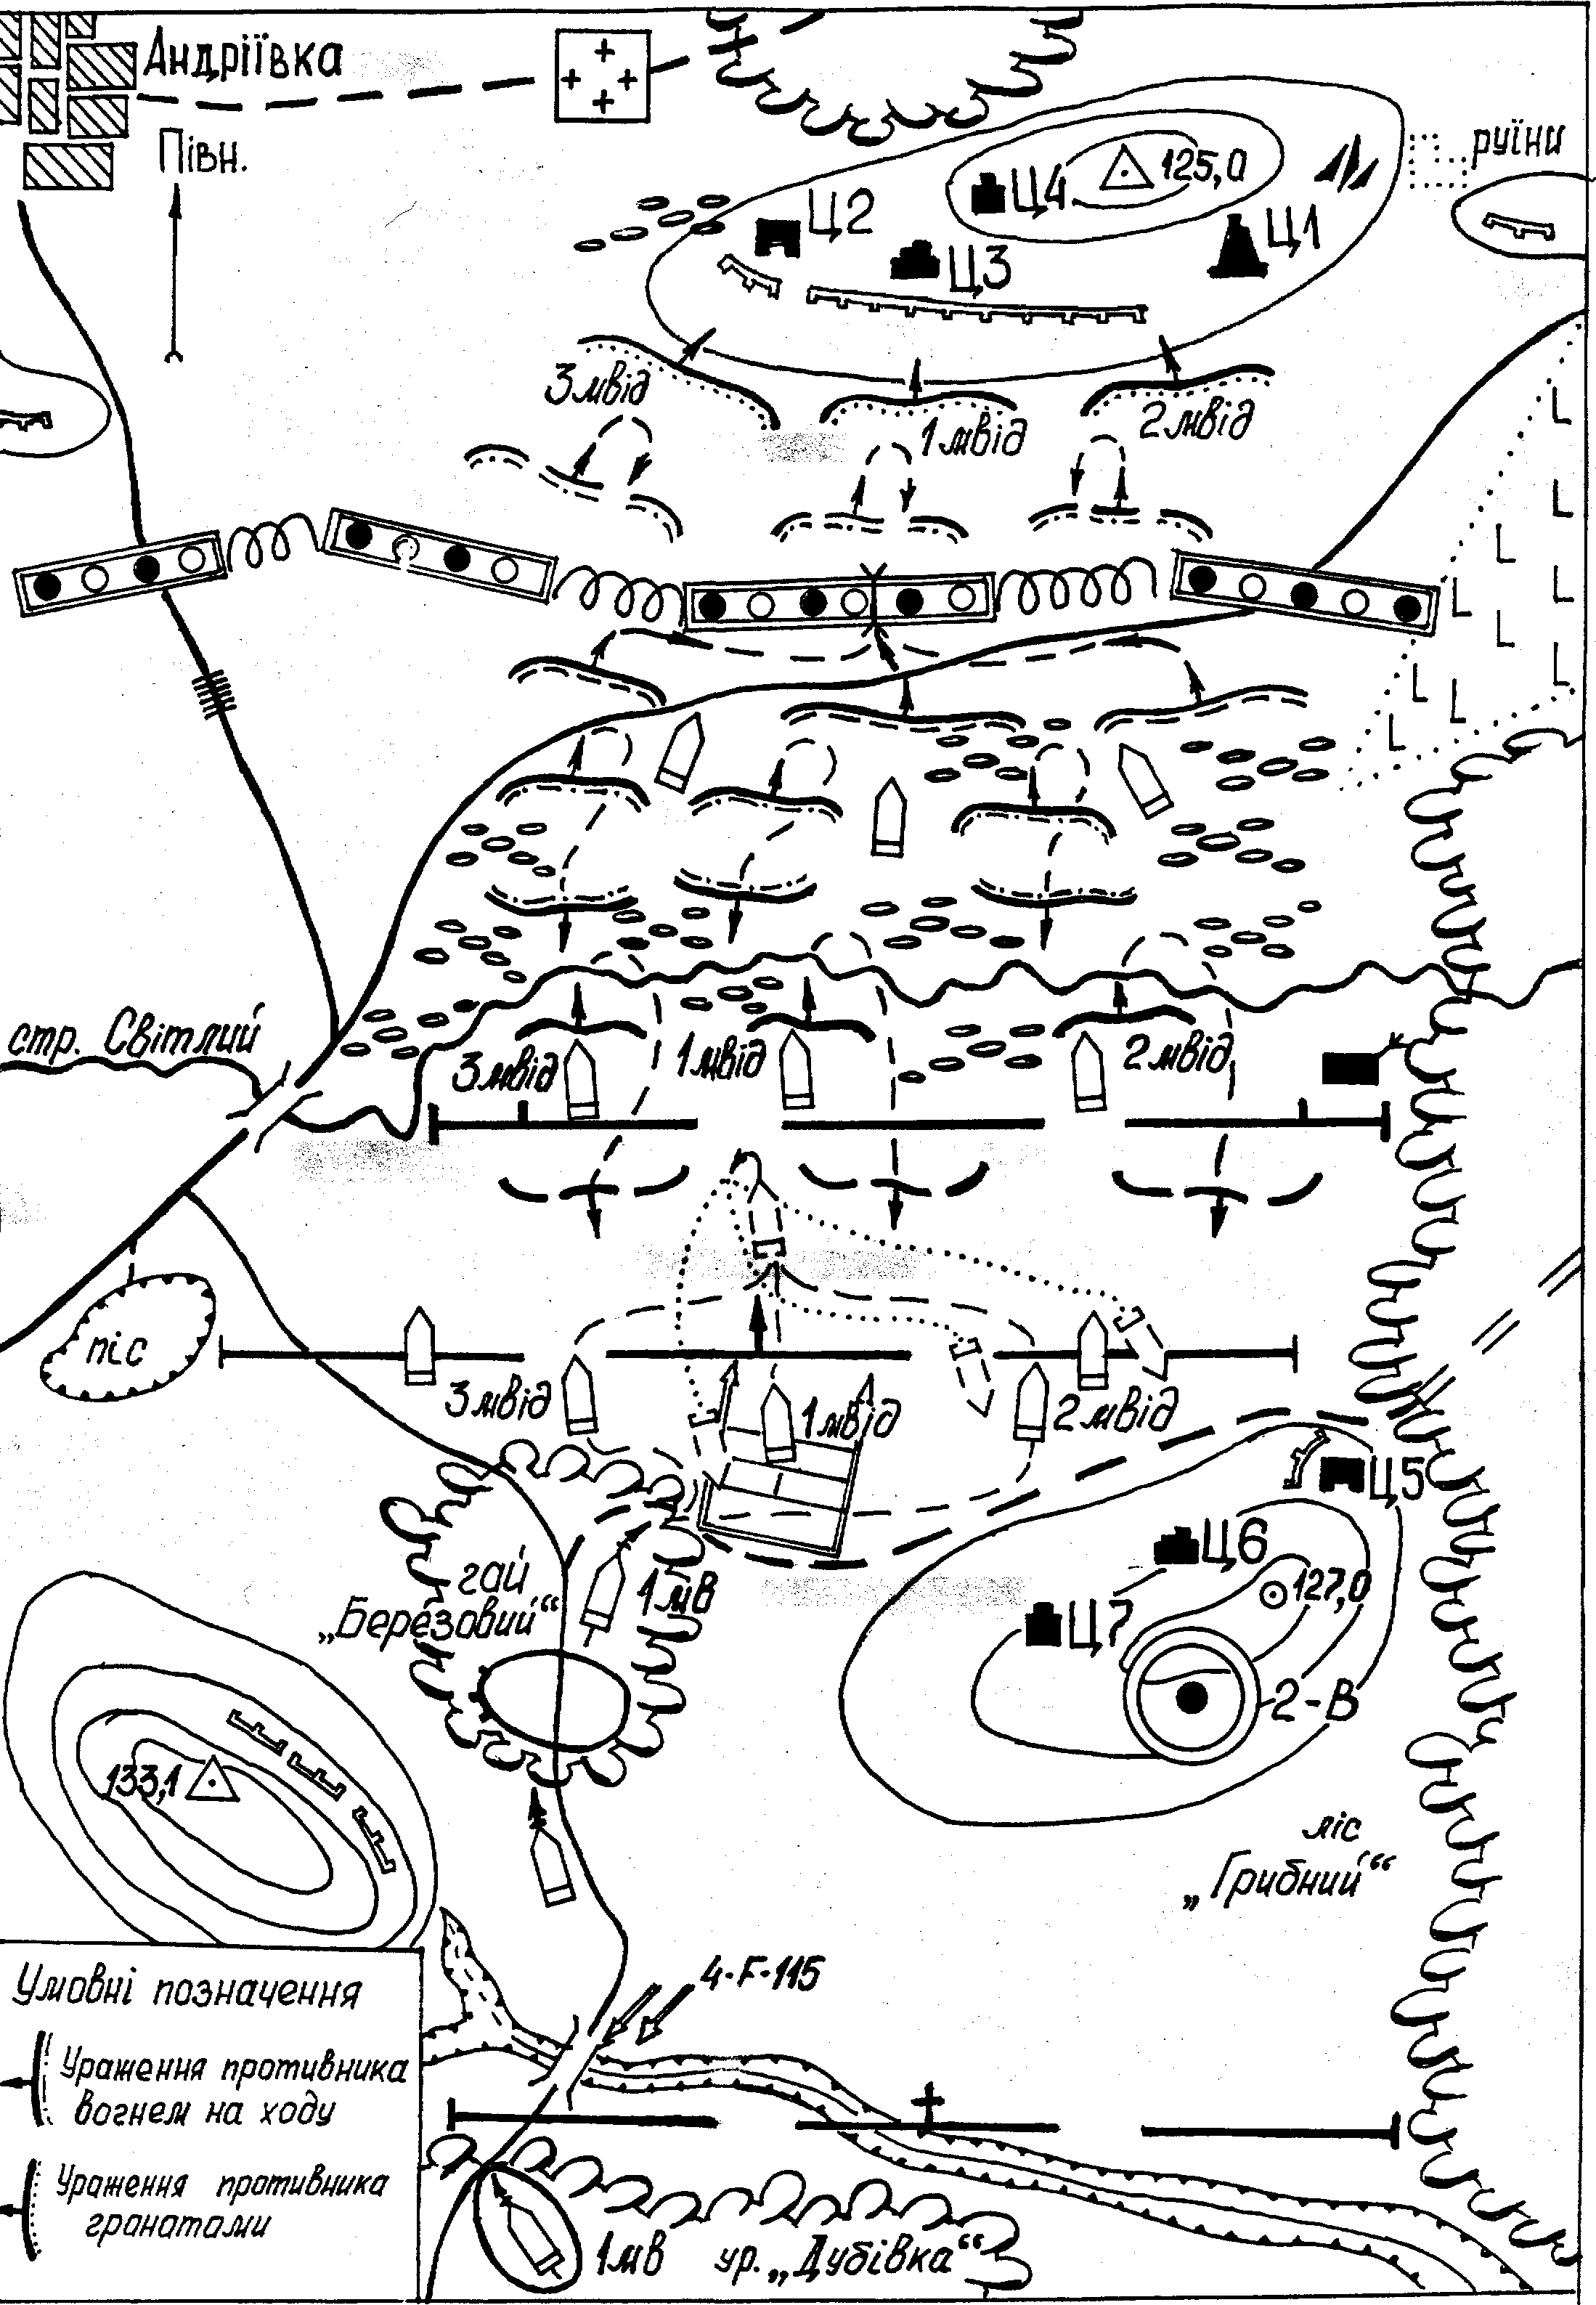 Андріївка
Півн.
руїни
Ц4
125,0
Ц2
Ц3
Ц1
3 мвід
1 мвід
2 мвід
стр. Світлий
3 мвід
1 мвід
2 мвід
піс
3 мвід
1 мвід
2 мвід
Ц5
гай
„Березовий“
1 мв
Ц6
127,0
Ц7
2-В
133,1
ліс
„Грибний“
4-F-115
Умовні позначення
Ураження противника
вогнем на ходу
Ураження противника
гранатами
1 мв
ур. „Дубівка“